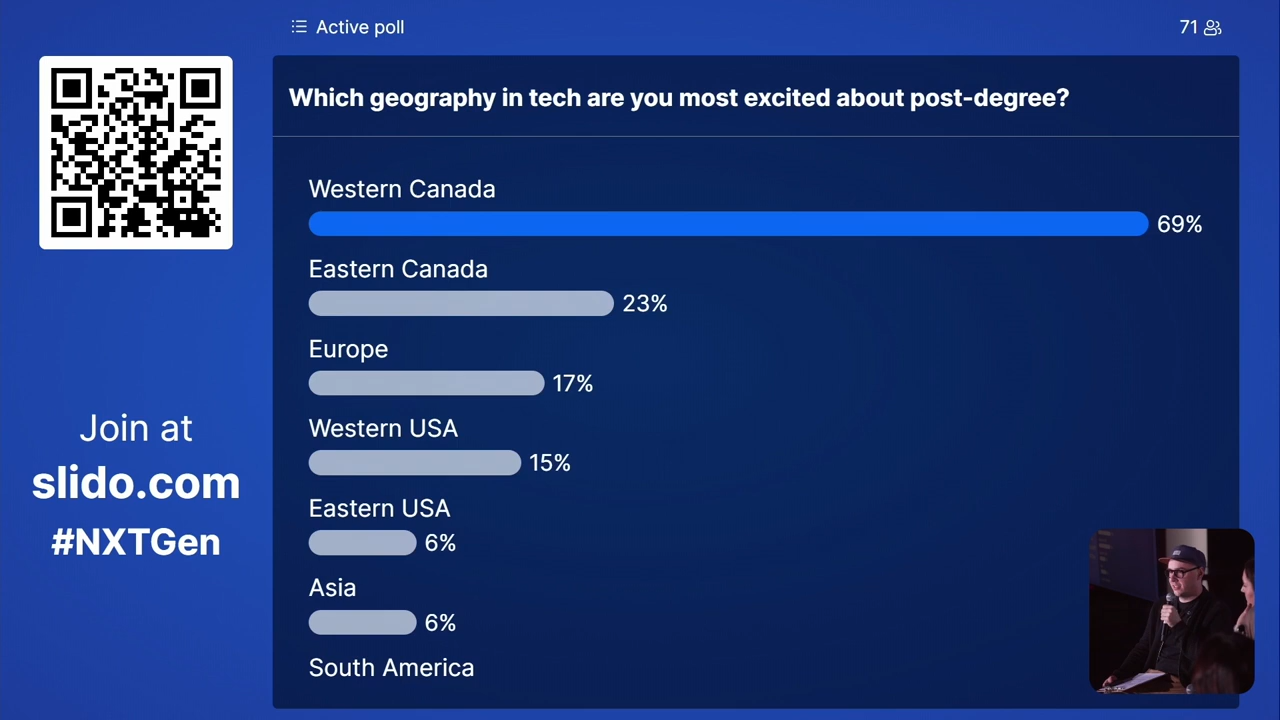 Active poll
71
Which geography in tech are you most excited about post-degree?
Western Canada
69%
Eastern Canada
23%
Europe
17%
Western USA
15%
Eastern USA
6%
Asia
6%
South America
Join at
slido.com
#NXTGen